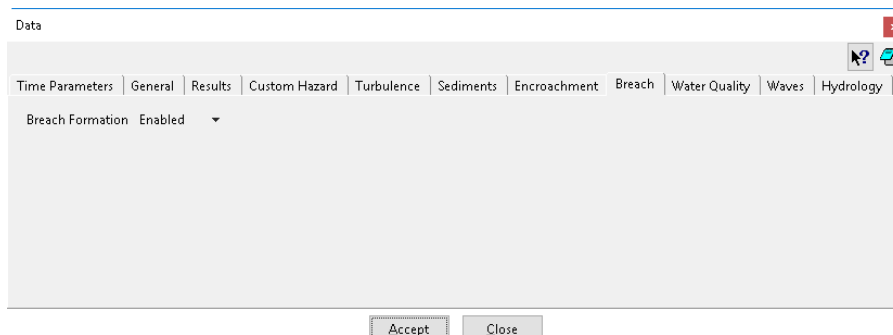 Data
Time Parameters General Results Custom Hazard Turbulence Sediments Encroachment Breach Water Quality Waves Hydrology
Breach Formation Enabled
Accept Close